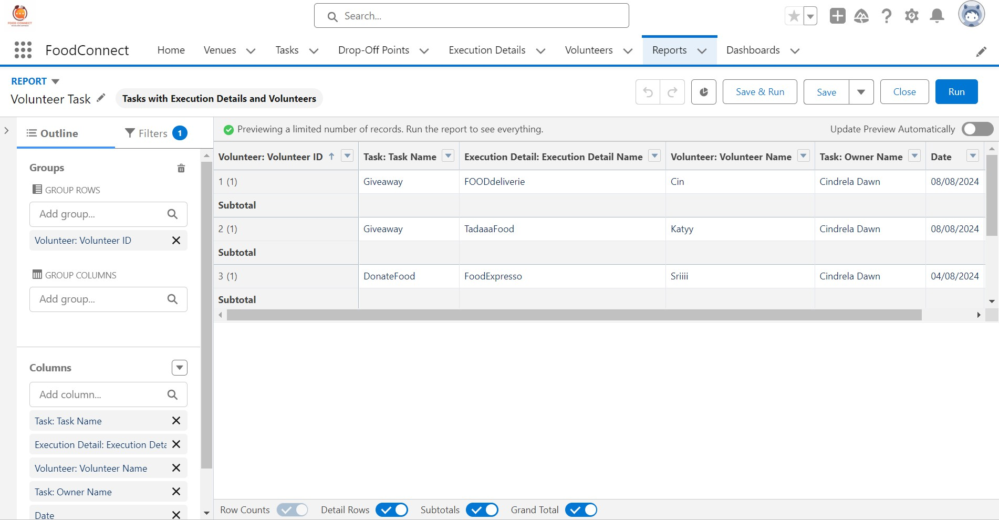 FOOD CONNECT
Search...
FoodConnect
Home
Venues
Tasks
Drop-Off Points
Execution Details
Volunteers
Reports
Dashboards
REPORT
Volunteer Task
Tasks with Execution Details and Volunteers
Save & Run
Save
Close
Run
Outline
Filters 1
Previewing a limited number of records. Run the report to see everything.
Update Preview Automatically
Groups
GROUP ROWS
Add group...
Volunteer: Volunteer ID
GROUP COLUMNS
Add group...
Columns
Add column...
Task: Task Name
Execution Detail: Execution Deta
Volunteer: Volunteer Name
Task: Owner Name
Date
Volunteer: Volunteer ID Task: Task Name Execution Detail: Execution Detail Name Volunteer: Volunteer Name Task: Owner Name Date
1 (1) Giveaway FOODdeliverie Cin Cindrela Dawn 08/08/2024
Subtotal
2 (1) Giveaway TadaaaFood Katyy Cindrela Dawn 08/08/2024
Subtotal
3 (1) DonateFood FoodExpresso Sriiii Cindrela Dawn 04/08/2024
Subtotal
Row Counts Detail Rows Subtotals Grand Total